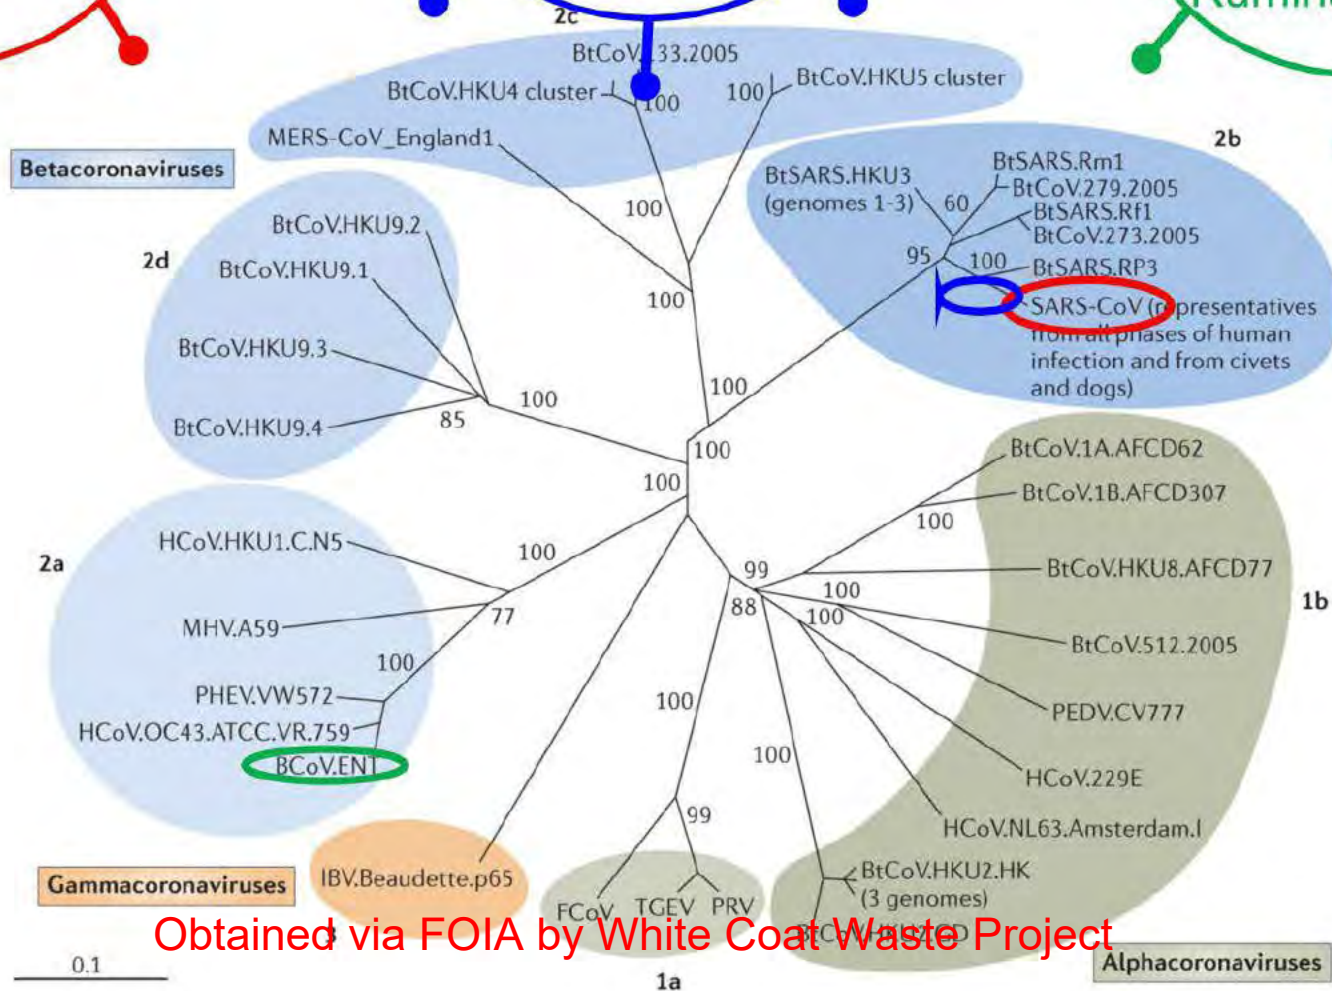 2c
BtCoV.133.2005
BtCoV.HKU4 cluster
100
100
BtCoV.HKU5 cluster
MERS-CoV_England1
Betacoronaviruses
2b
BtSARS.HKU3
(genomes 1-3)
60
BtSARS.Rm1
BtCoV.279.2005
BtSARS.Rf1
BtCoV.273.2005
95
100
BtSARS.RP3
SARS-CoV (representatives
from all phases of human
infection and from civets
and dogs)
100
100
100
2d
BtCoV.HKU9.2
BtCoV.HKU9.1
BtCoV.HKU9.3
BtCoV.HKU9.4
85
100
100
100
2a
HCoV.HKU1.C.N5
100
MHV.A59
77
100
PHEV.VW572
HCoV.OC43.ATCC.VR.759
BCoV.ENT
BtCoV.1A.AFCD62
BtCoV.1B.AFCD307
100
99
BtCoV.HKU8.AFCD77
88
100
100
1b
BtCoV.512.2005
PEDV.CV777
HCoV.229E
HCoV.NL63.Amsterdam.I
100
100
99
BtCoV.HKU2.HK
(3 genomes)
BtCoV.HKU2.GD
Gammacoronaviruses
IBV.Beaudette.p65
3
FCoV
TGEV
PRV
1a
Obtained via FOIA by White Coat Waste Project
0.1
Alphacoronaviruses